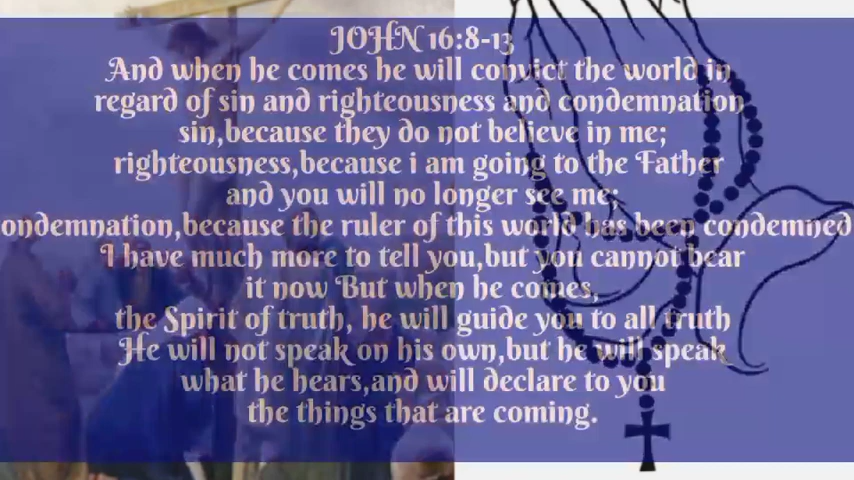 JOHN 16:8-13
And when he comes he will convict the world in
regard of sin and righteousness and condemnation
sin,because they do not believe in me;
righteousness,because i am going to the Father
and you will no longer see me;
ondemnation,because the ruler of this world has been condemned
I have much more to tell you,but you cannot bear
it now But when he comes,
the Spirit of truth, he will guide you to all truth
He will not speak on his own,but he will speak
what he hears,and will declare to you
the things that are coming.